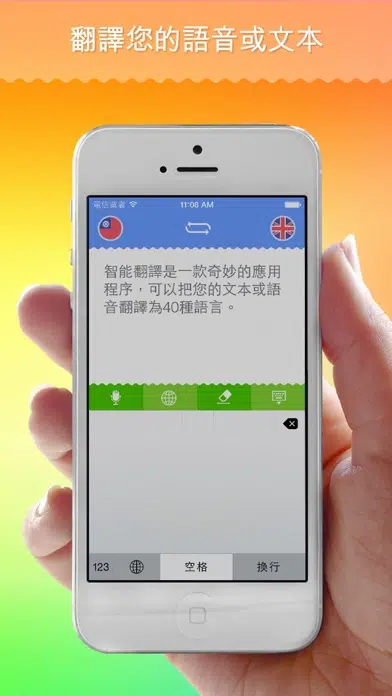 翻譯您的語音或文本
電信資者 11:08 AM
智能翻譯是一款奇妙的應用
程序，可以把您的文本或語
音翻譯為40種語言。
123 空格 換行